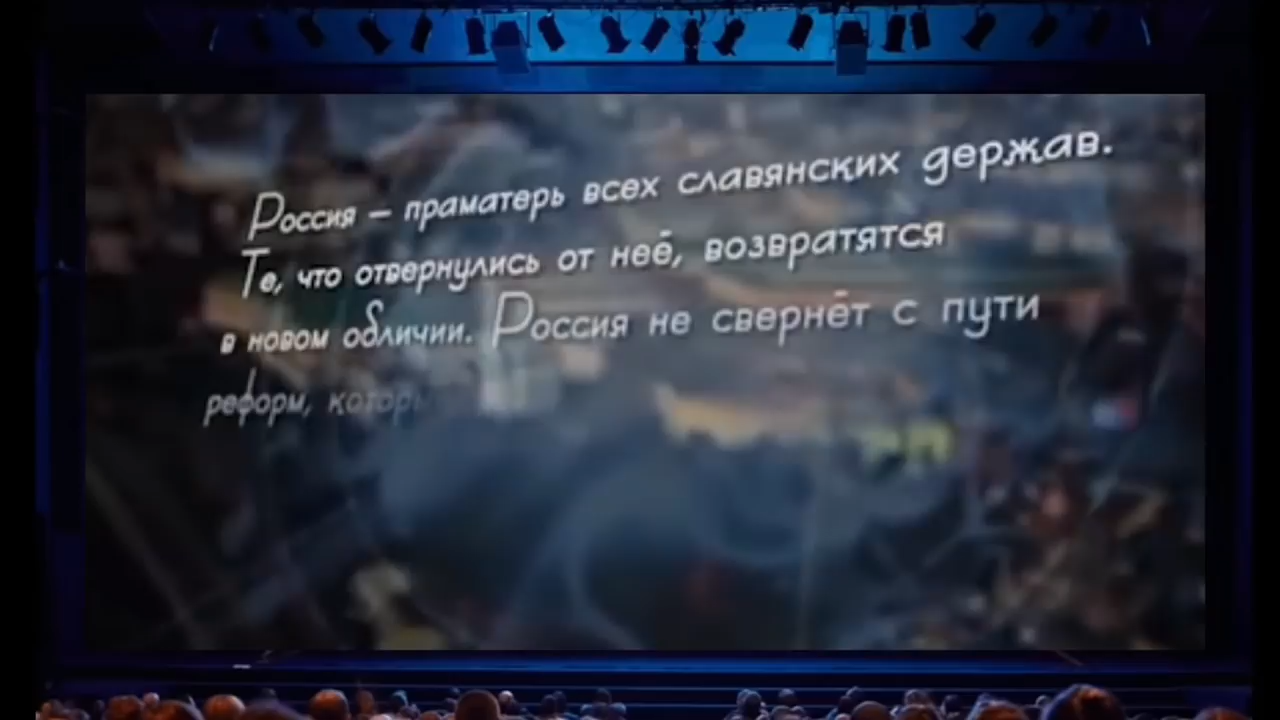 Россия – праматерь всех славянских держав.
Те, что отвернулись от неё, возвратятся
в новом обличии. Россия не свернёт с пути
реформ,